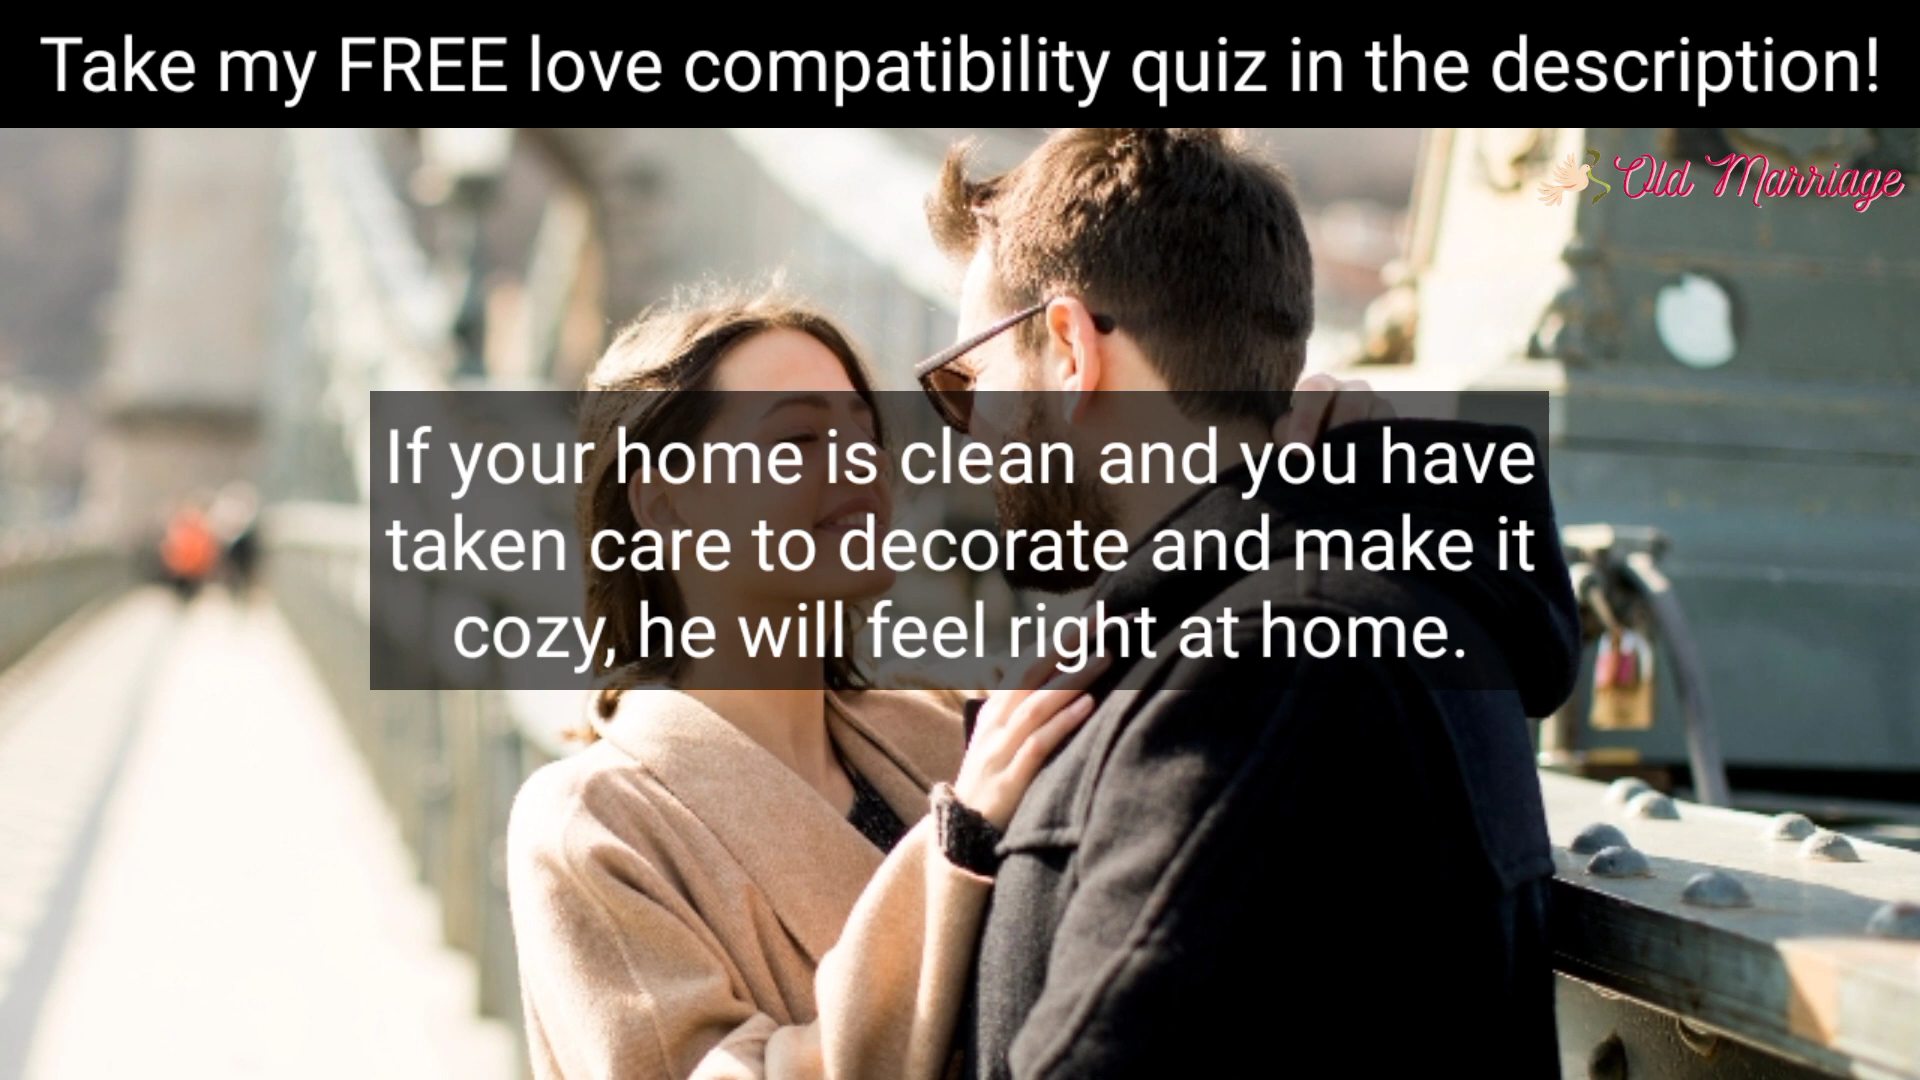 Take my FREE love compatibility quiz in the description!
Old Marriage
If your home is clean and you have
taken care to decorate and make it
cozy, he will feel right at home.